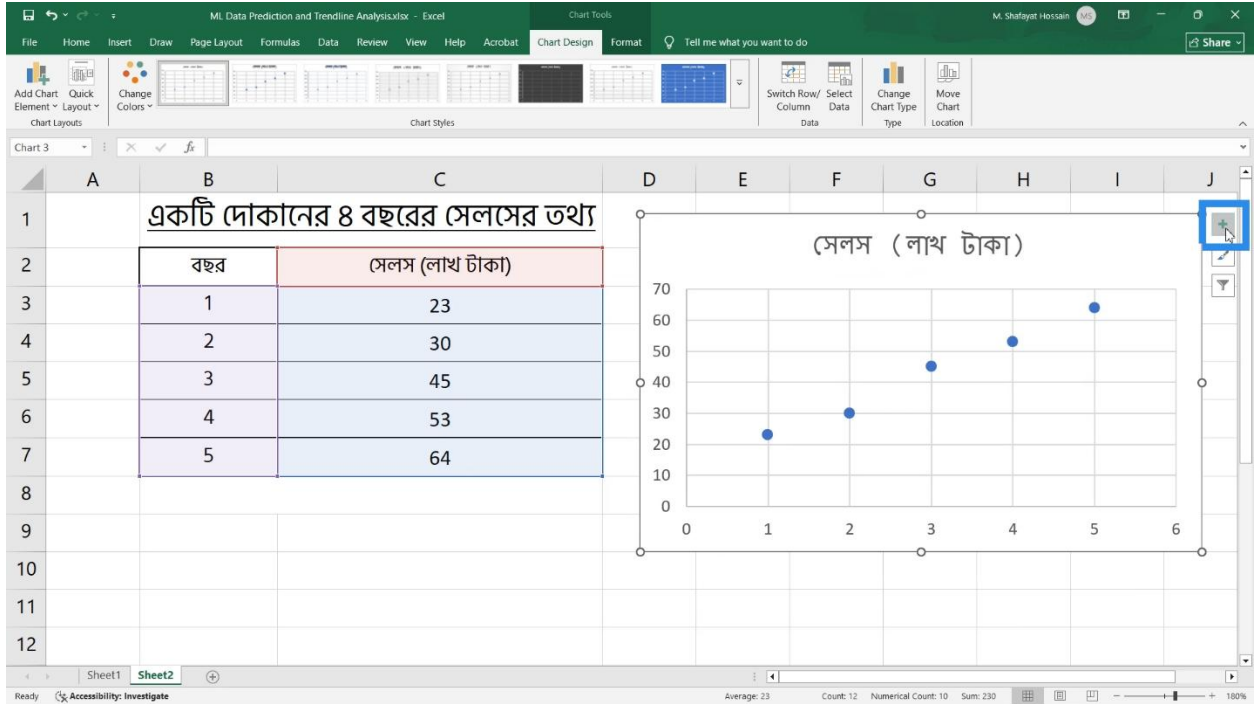 ML Data Prediction and Trendline Analysis.xlsx - Excel
Chart Tools
M. Shafayat Hossain MS
File Home Insert Draw Page Layout Formulas Data Review View Help Acrobat Chart Design Format Tell me what you want to do Share
Add Chart Element
Quick Layout
Change Colors
Switch Row/ Column
Select Data
Change Chart Type
Move Chart
Chart Layouts Chart Styles Data Type Location
Chart 3 fx
A B C D E F G H I J
1 একটি দোকানের ৪ বছরের সেলসের তথ্য
2 বছর সেলস (লাখ টাকা)
3 1 23
4 2 30
5 3 45
6 4 53
7 5 64
8
9
10
11
12
সেলস (লাখ টাকা)
70
60
50
40
30
20
10
0
0 1 2 3 4 5 6
Sheet1 Sheet2
Ready Accessibility: Investigate Average: 23 Count: 12 Numerical Count: 10 Sum: 230 180%